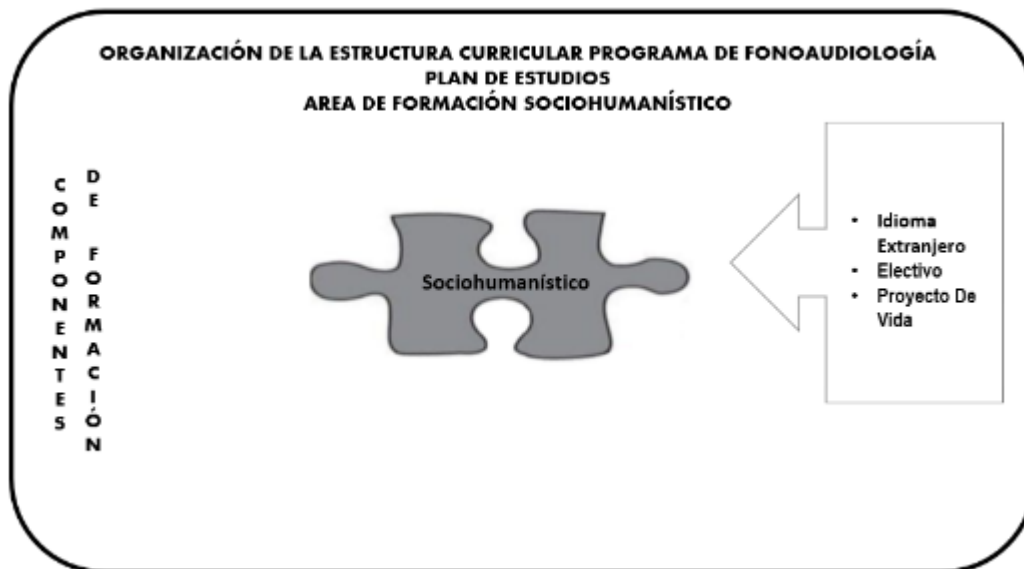 ORGANIZACIÓN DE LA ESTRUCTURA CURRICULAR PROGRAMA DE FONOAUDIOLOGÍA
PLAN DE ESTUDIOS
AREA DE FORMACIÓN SOCIOHUMANÍSTICO
COMPONENTES
DE FORMACIÓN
Sociohumanístico
• Idioma
Extranjero
• Electivo
• Proyecto De
Vida